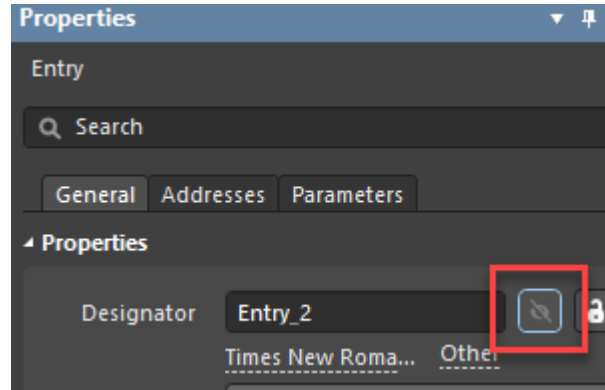 Properties
Entry
Search
General Addresses Parameters
Properties
Designator Entry_2
Times New Roma... Other